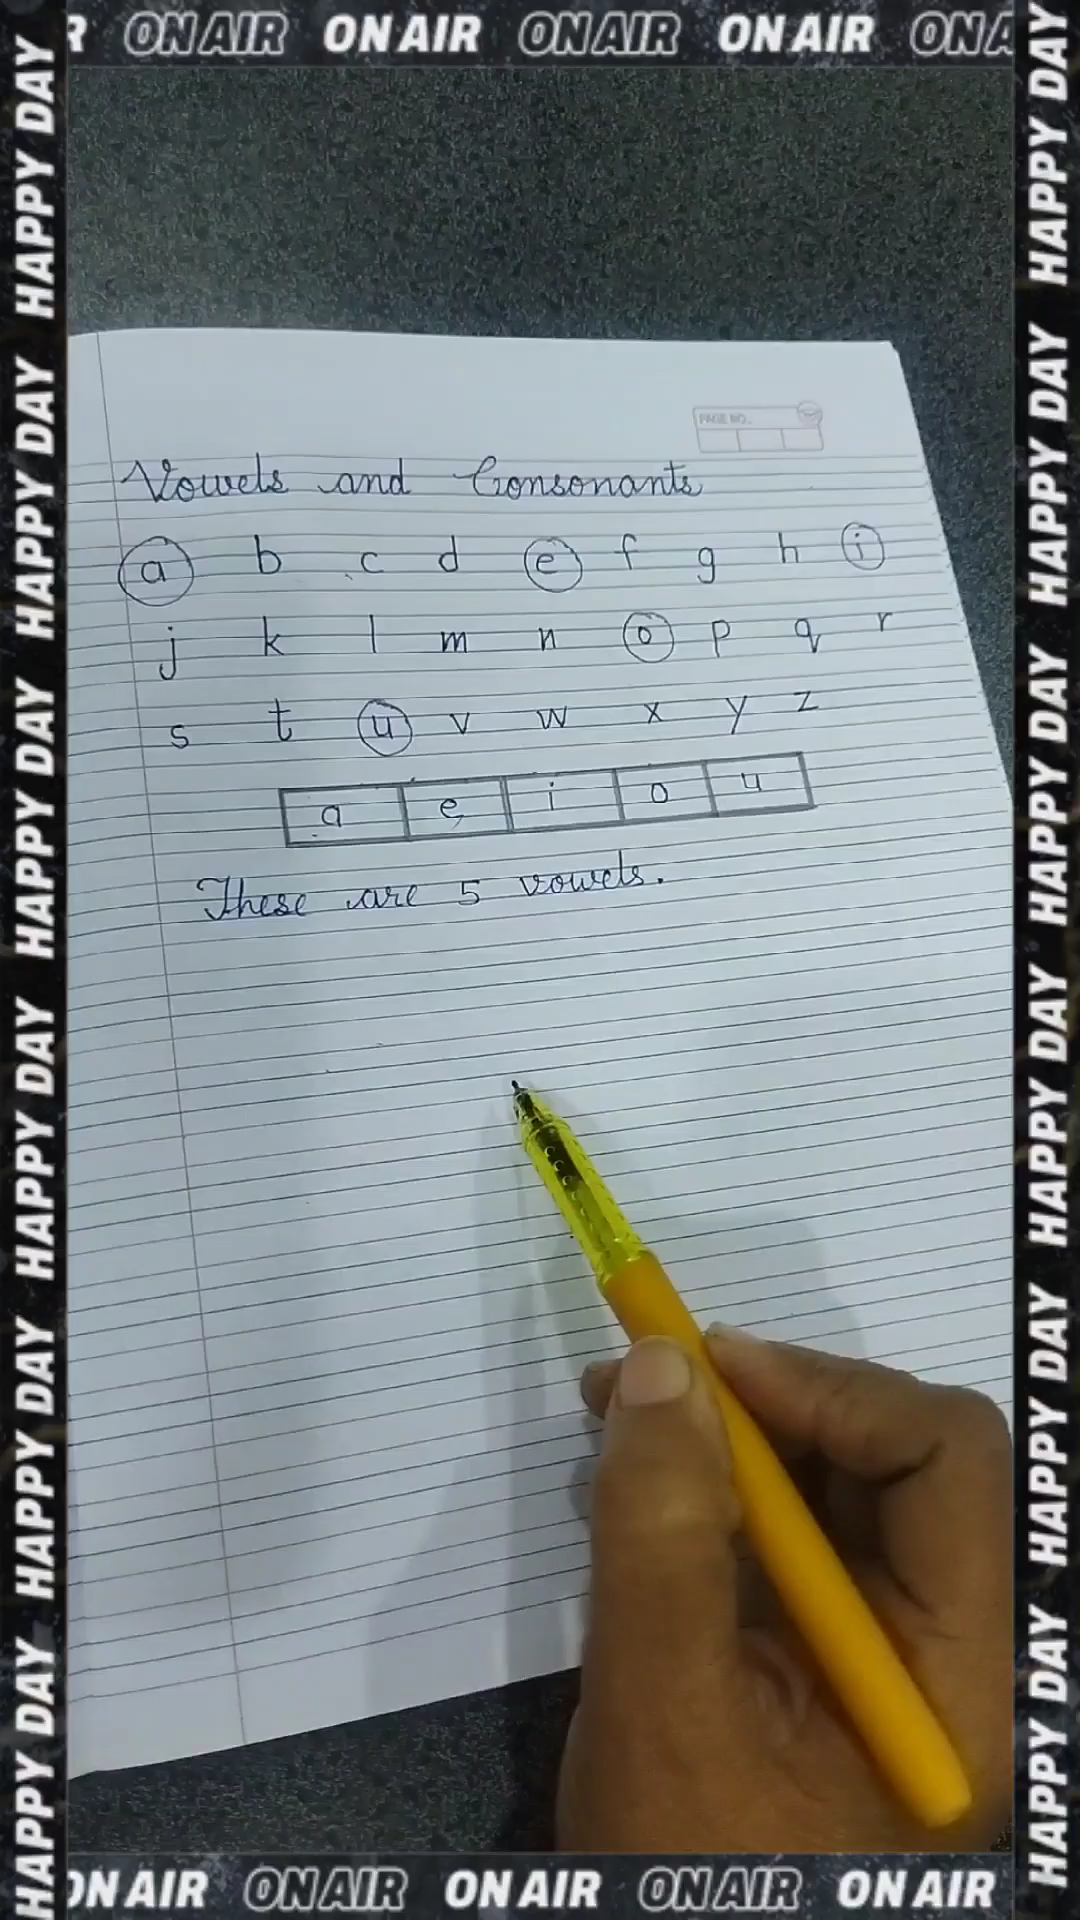 R ON AIR ON AIR ON AIR ON AIR ON A
HAPPY DAY HAPPY DAY HAPPY DAY HAPPY DAY HAPPY DAY HAPPY DAY
PAGE NO.
Vowels and Consonants
a b c d e f g h i
j k l m n o p q r
s t u v w x y z
a e i o u
These are 5 vowels.
HAPPY DAY HAPPY DAY HAPPY DAY HAPPY DAY HAPPY DAY HAPPY DAY
ON AIR ON AIR ON AIR ON AIR ON AIR